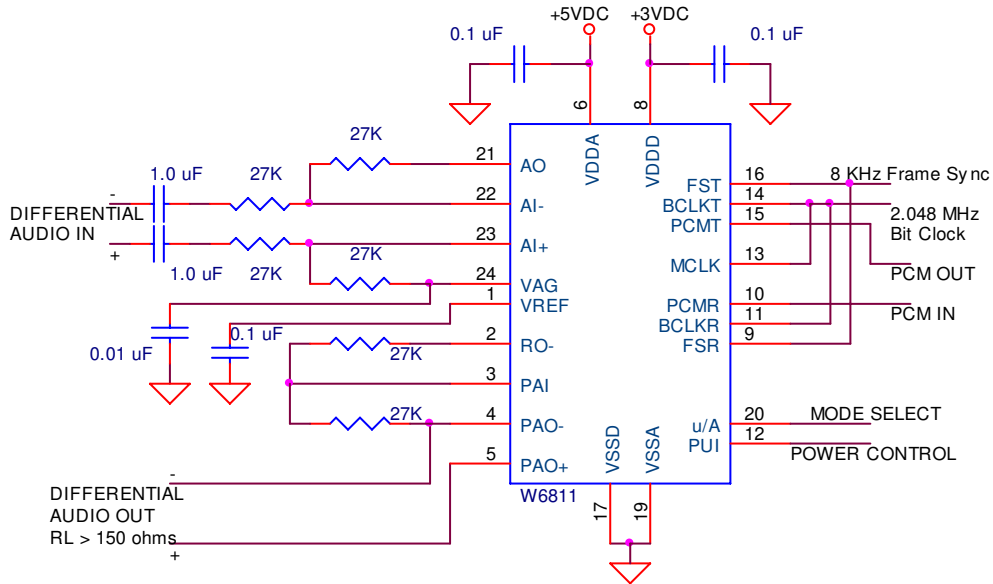 +5VDC
+3VDC
0.1 uF
0.1 uF
6
8
VDDA
VDDD
27K
21
AO
1.0 uF
27K
22
AI-
-
DIFFERENTIAL
AUDIO IN
+
23
AI+
1.0 uF
27K
27K
24
VAG
1
VREF
0.01 uF
0.1 uF
2
RO-
27K
3
PAI
27K
4
PAO-
5
PAO+
-
DIFFERENTIAL
AUDIO OUT
RL > 150 ohms
+
W6811
VSSD
VSSA
17
19
FST
16
8 KHz Frame Sync
BCLKT
14
PCMT
15
2.048 MHz
Bit Clock
MCLK
13
PCM OUT
PCMR
10
PCM IN
BCLKR
11
FSR
9
u/A
20
MODE SELECT
PUI
12
POWER CONTROL